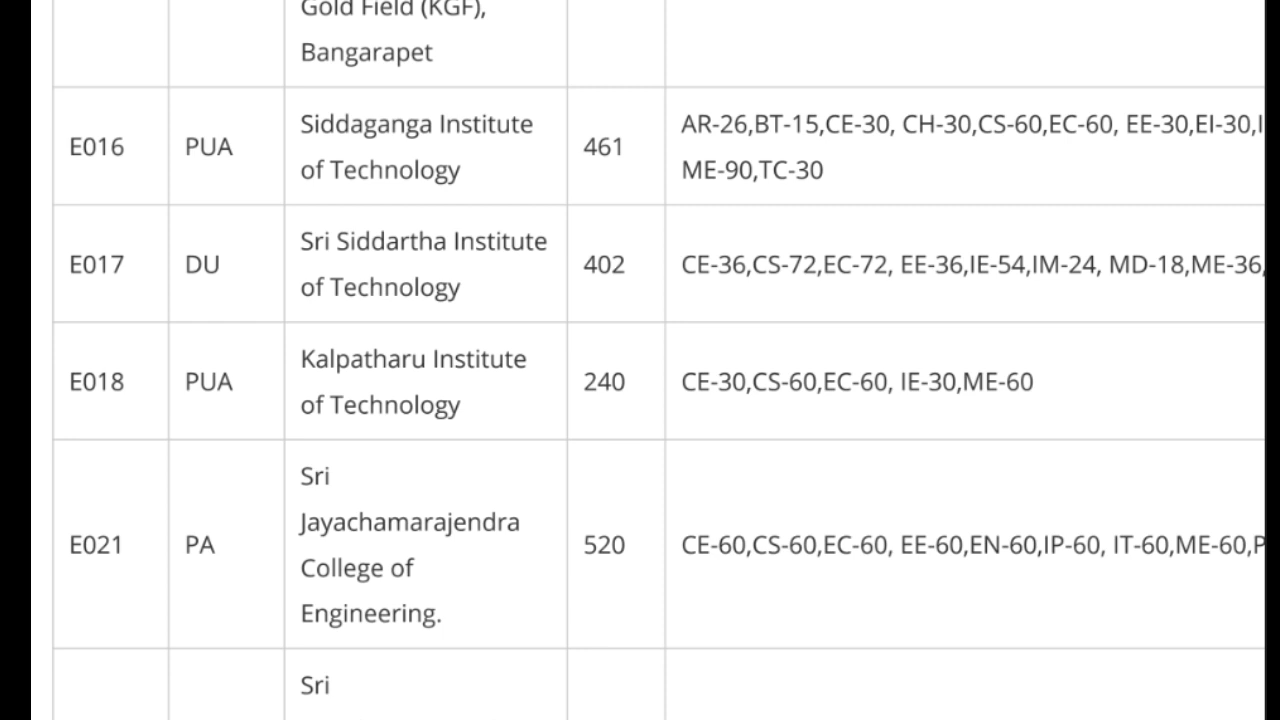 Gold Field (KGF),
Bangarapet
E016
PUA
Siddaganga Institute
of Technology
461
AR-26,BT-15,CE-30, CH-30,CS-60,EC-60, EE-30,EI-30,
ME-90,TC-30
E017
DU
Sri Siddartha Institute
of Technology
402
CE-36,CS-72,EC-72, EE-36,IE-54,IM-24, MD-18,ME-36,
E018
PUA
Kalpatharu Institute
of Technology
240
CE-30,CS-60,EC-60, IE-30,ME-60
E021
PA
Sri
Jayachamarajendra
College of
Engineering.
520
CE-60,CS-60,EC-60, EE-60,EN-60,IP-60, IT-60,ME-60,P
Sri